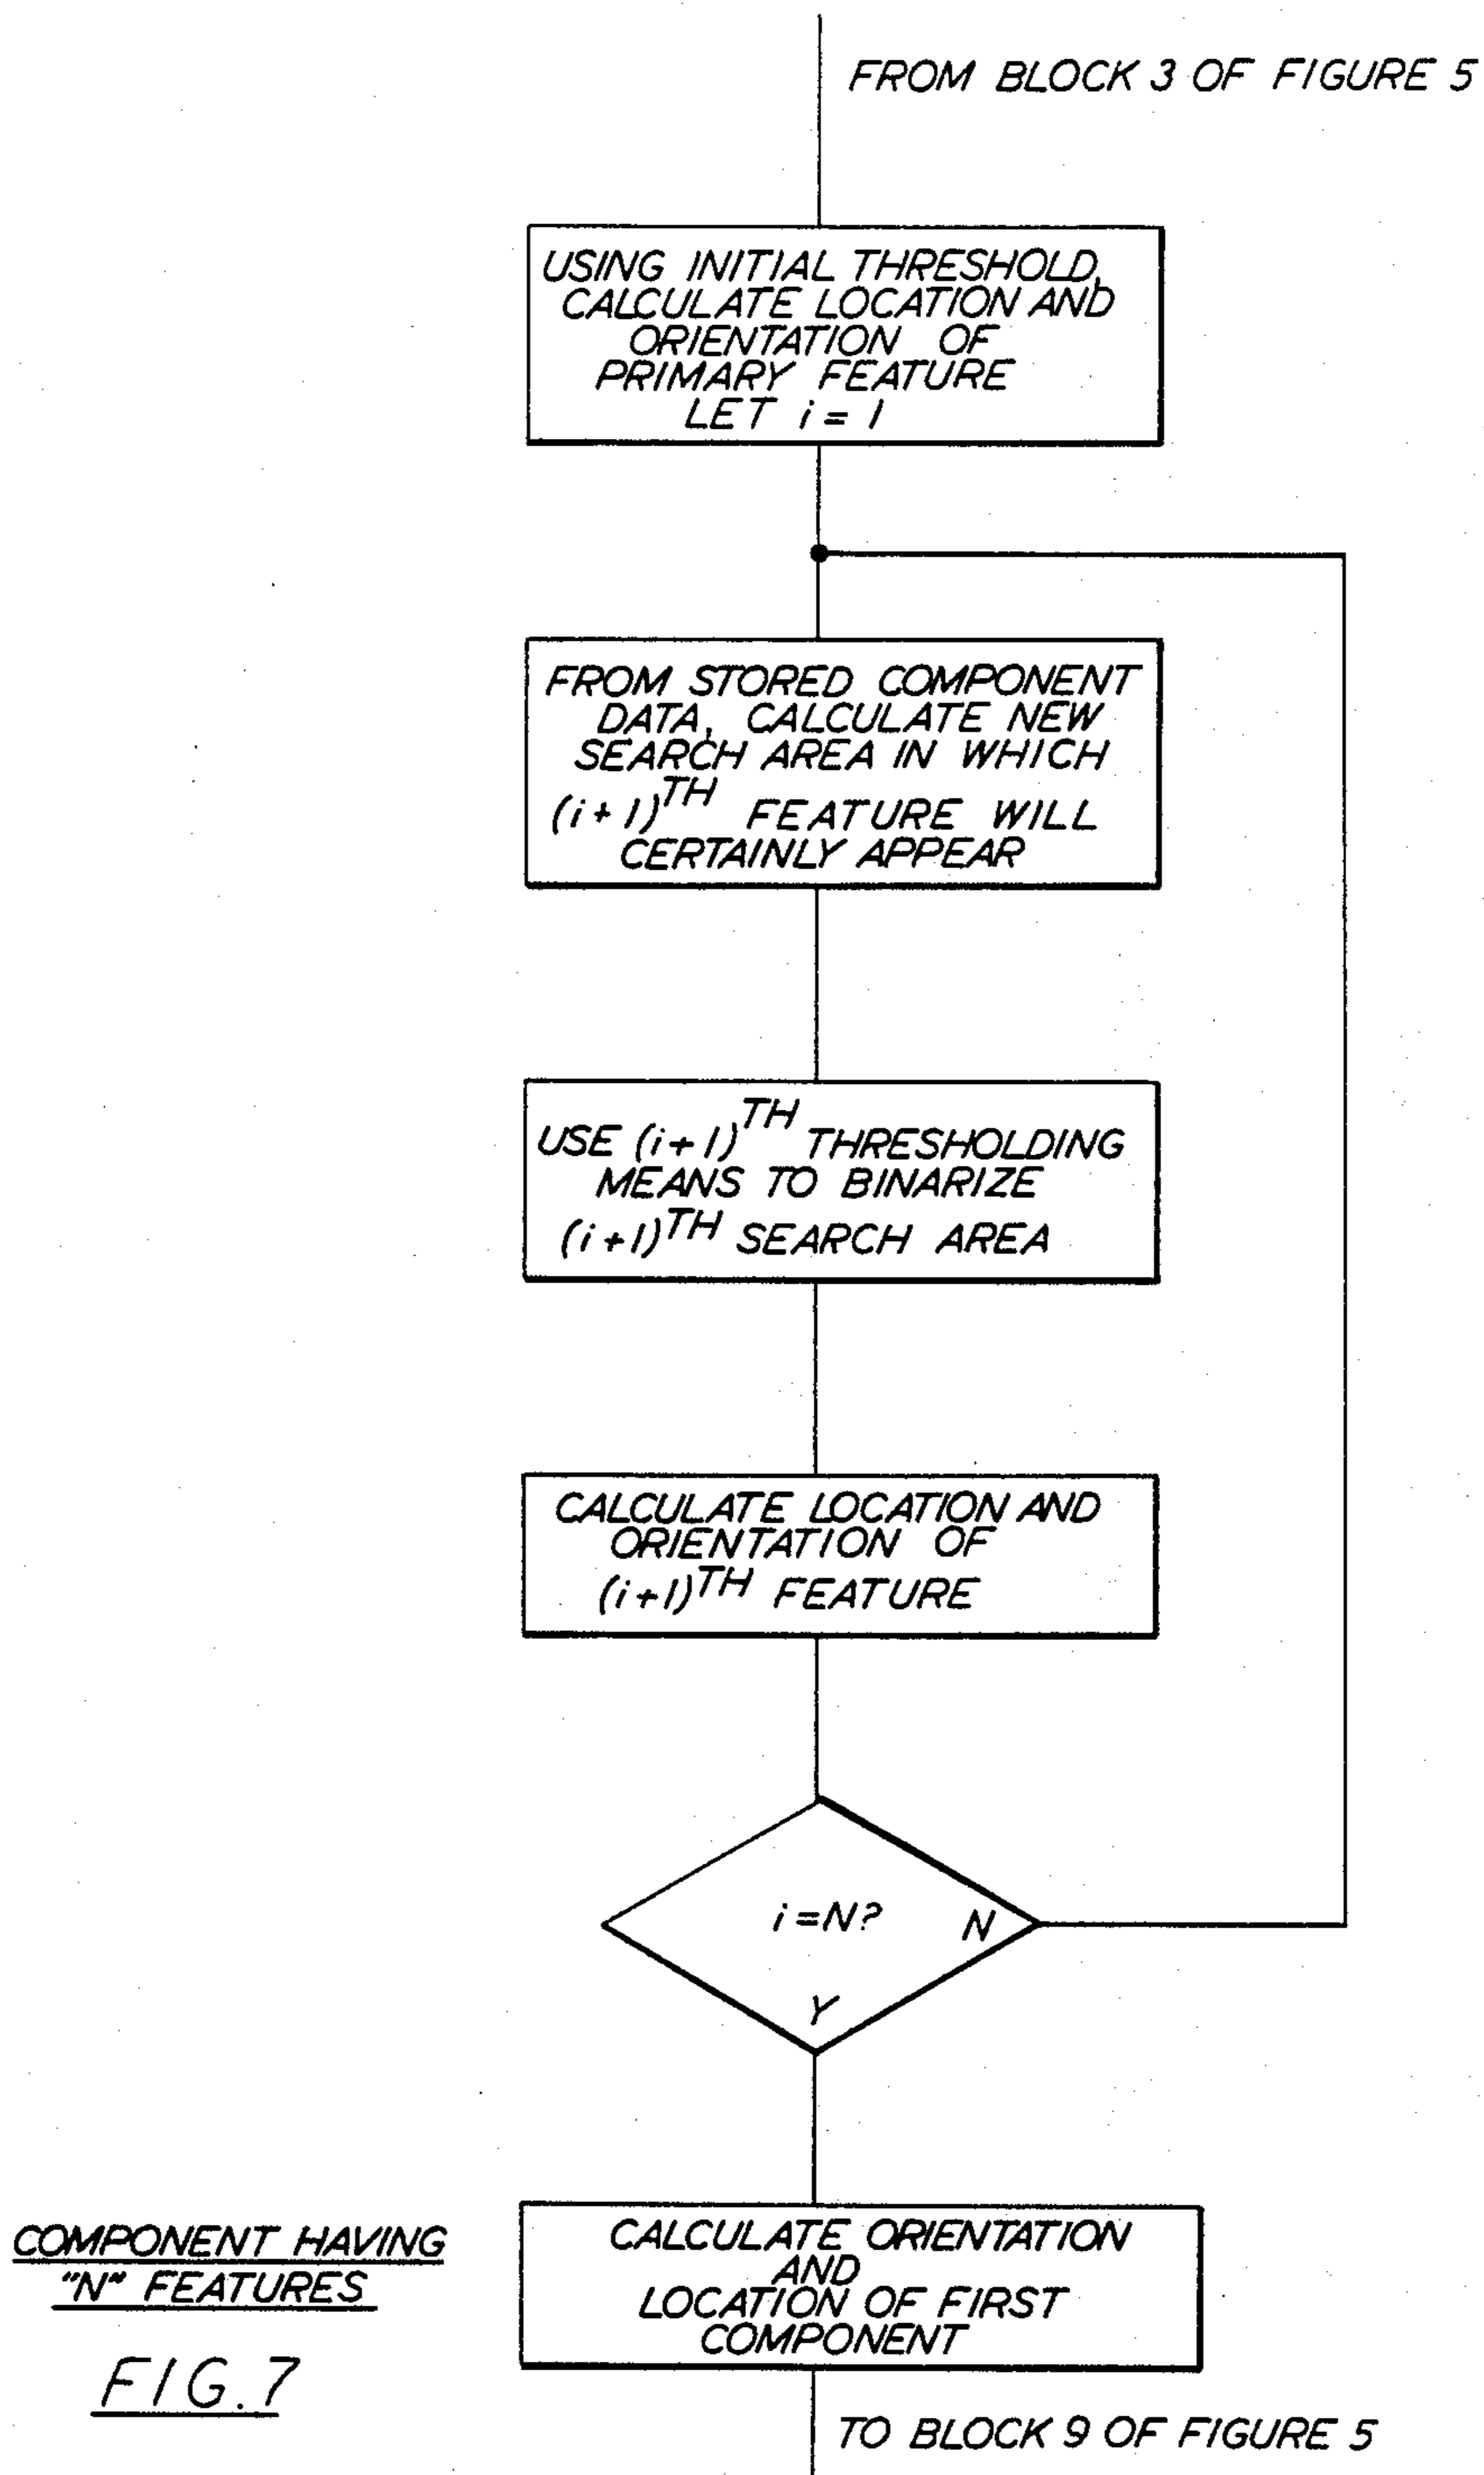 FROM BLOCK 3 OF FIGURE 5
USING INITIAL THRESHOLD,
CALCULATE LOCATION AND
ORIENTATION OF
PRIMARY FEATURE
LET i = 1
FROM STORED COMPONENT
DATA, CALCULATE NEW
SEARCH AREA IN WHICH
(i+1)TH FEATURE WILL
CERTAINLY APPEAR
USE (i+1)TH THRESHOLDING
MEANS TO BINARIZE
(i+1)TH SEARCH AREA
CALCULATE LOCATION AND
ORIENTATION OF
(i+1)TH FEATURE
i=N? N
Y
CALCULATE ORIENTATION
AND
LOCATION OF FIRST
COMPONENT
COMPONENT HAVING
"N" FEATURES
FIG. 7
TO BLOCK 9 OF FIGURE 5